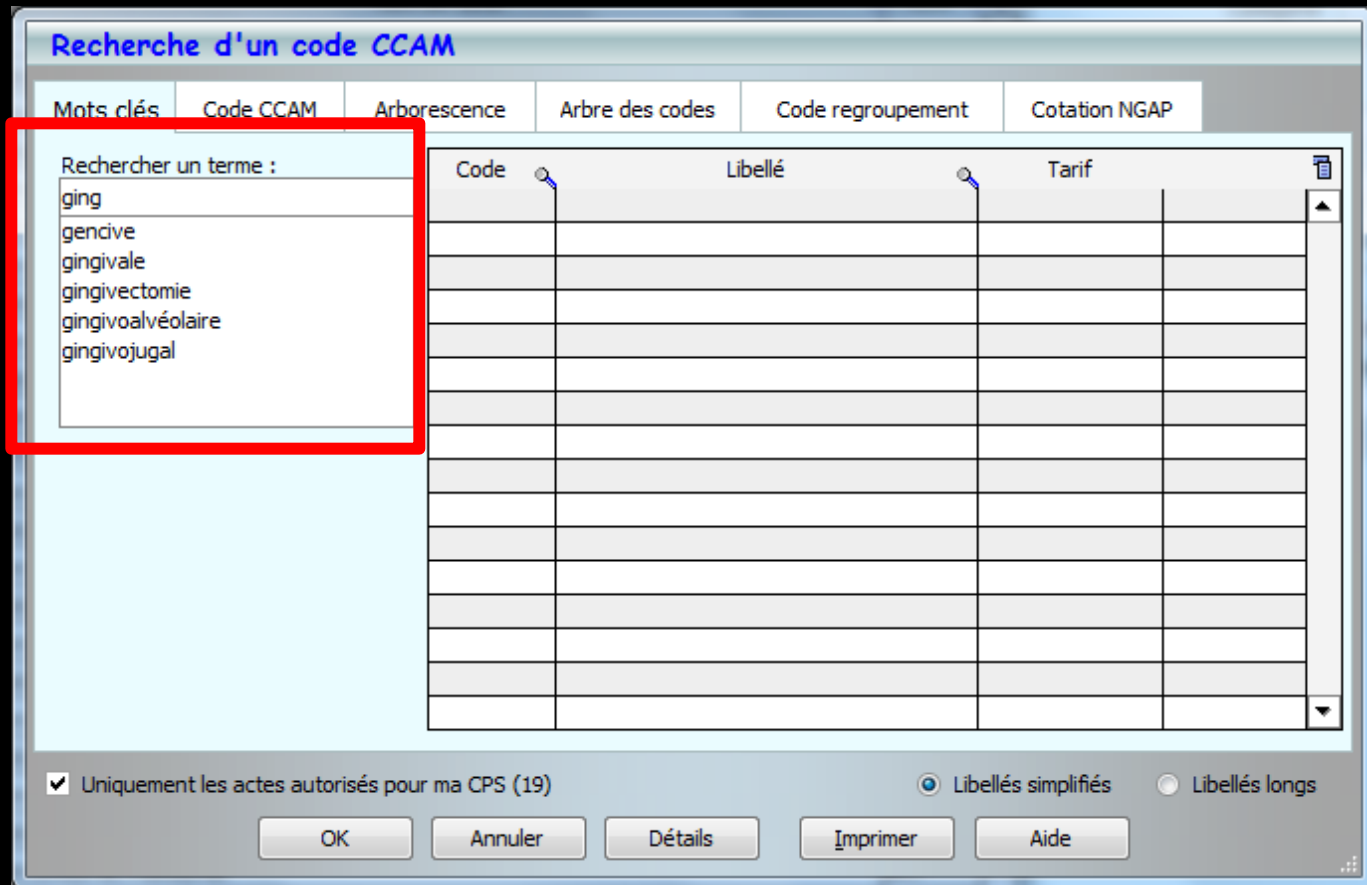 Recherche d'un code CCAM
Mots clés Code CCAM Arborescence Arbre des codes Code regroupement Cotation NGAP
Rechercher un terme :
ging
gencive
gingivale
gingivectomie
gingivoalvéolaire
gingivojugal
Code Libellé Tarif
Uniquement les actes autorisés pour ma CPS (19) Libellés simplifiés Libellés longs
OK Annuler Détails Imprimer Aide